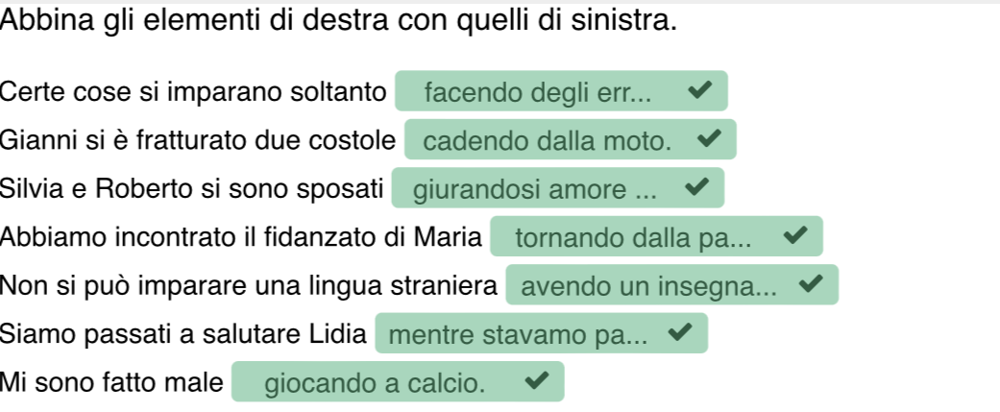 Abbina gli elementi di destra con quelli di sinistra.
Certe cose si imparano soltanto facendo degli err...
Gianni si è fratturato due costole cadendo dalla moto.
Silvia e Roberto si sono sposati giurandosi amore ...
Abbiamo incontrato il fidanzato di Maria tornando dalla pa...
Non si può imparare una lingua straniera avendo un insegna...
Siamo passati a salutare Lidia mentre stavamo pa...
Mi sono fatto male giocando a calcio.